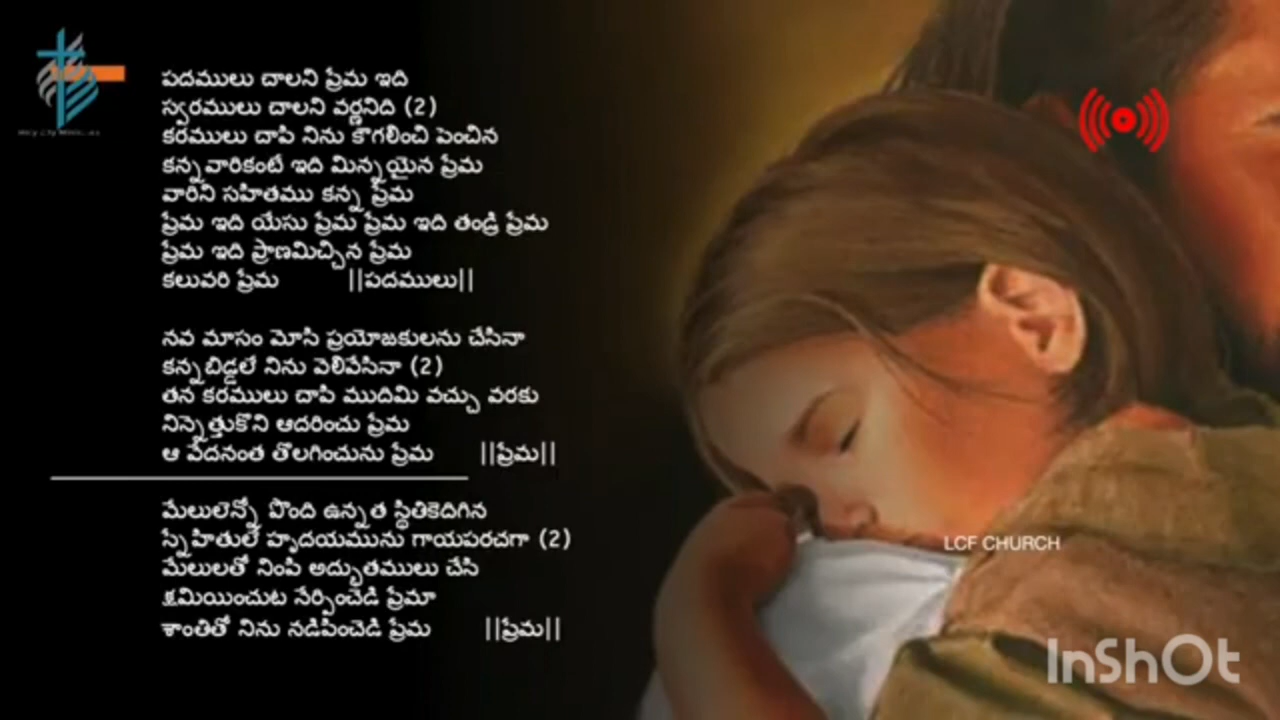 పదములు చాలని ప్రేమ ఇది
స్వరములు చాలని వర్ణనిది (2)
కరములు చాపి నిను కౌగలించి పెంచిన
కన్నవారికంటే ఇది మిన్నయైన ప్రేమ
వారిని సహితము కన్న ప్రేమ
ప్రేమ ఇది యేసు ప్రేమ ప్రేమ ఇది తండ్రి ప్రేమ
ప్రేమ ఇది ప్రాణమిచ్చిన ప్రేమ
కలువరి ప్రేమ ||పదములు||
నవ మాసం మోసి ప్రయోజకులను చేసినా
కన్నబిడ్డలే నిను వెలివేసినా (2)
తన కరములు చాపి ముదిమి వచ్చు వరకు
నిన్నెత్తుకొని ఆదరించు ప్రేమ
ఆ వేదనంత తొలగించును ప్రేమ ||ప్రేమ||
మేలులెన్నో పొంది ఉన్నత స్థితికెదిగిన
స్నేహితులే హృదయమును గాయపరచగా (2)
మేలులతో నింపి అద్భుతములు చేసి
క్షమియించుట నేర్పించెడి ప్రేమా
శాంతితో నిను నడిపించెడి ప్రేమ ||ప్రేమ||
LCF CHURCH
InShOt